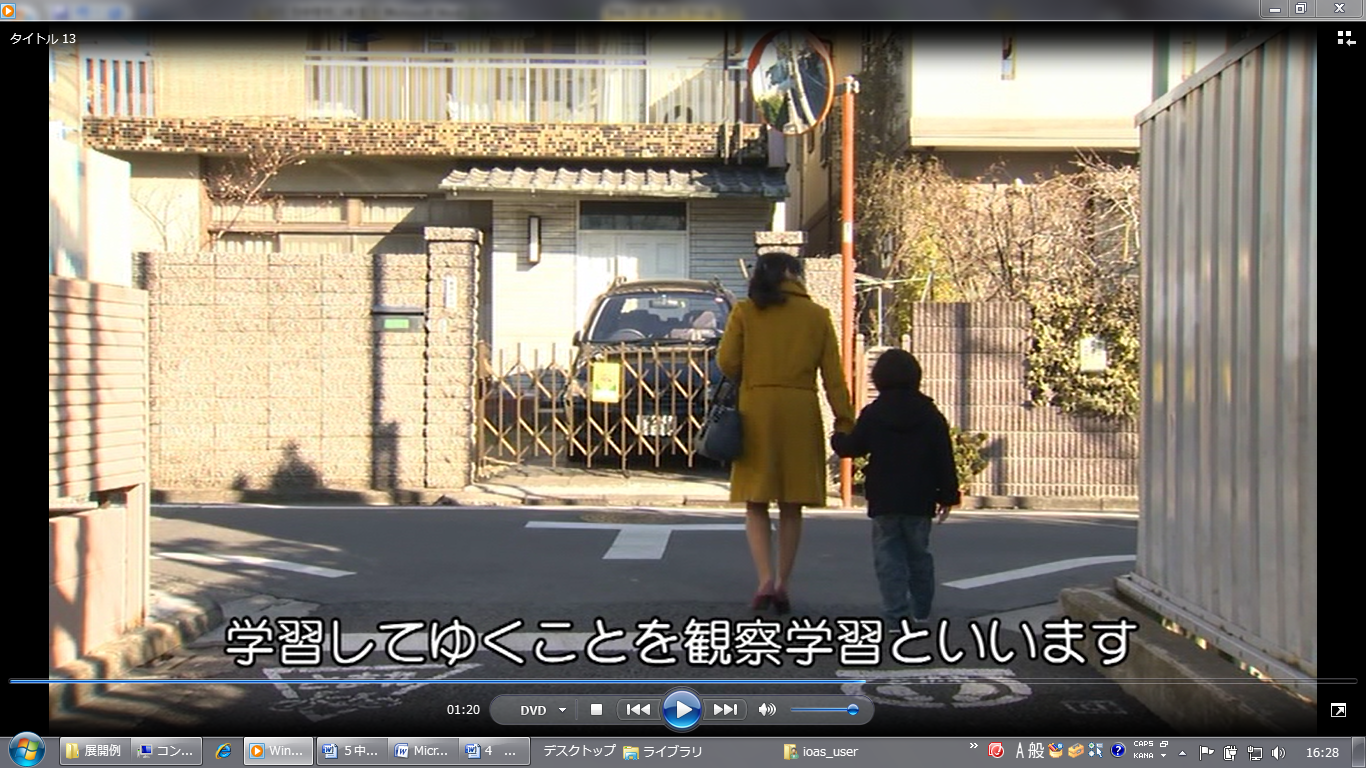 タイトル 13
学習してゆくことを観察学習といいます
01:20
DVD
展開例
コン...
Win...
5 中...
Micr...
4 ...
デスクトップ
ライブラリ
»
ioas_user
»
A 般
CAPS
KANA
16:28